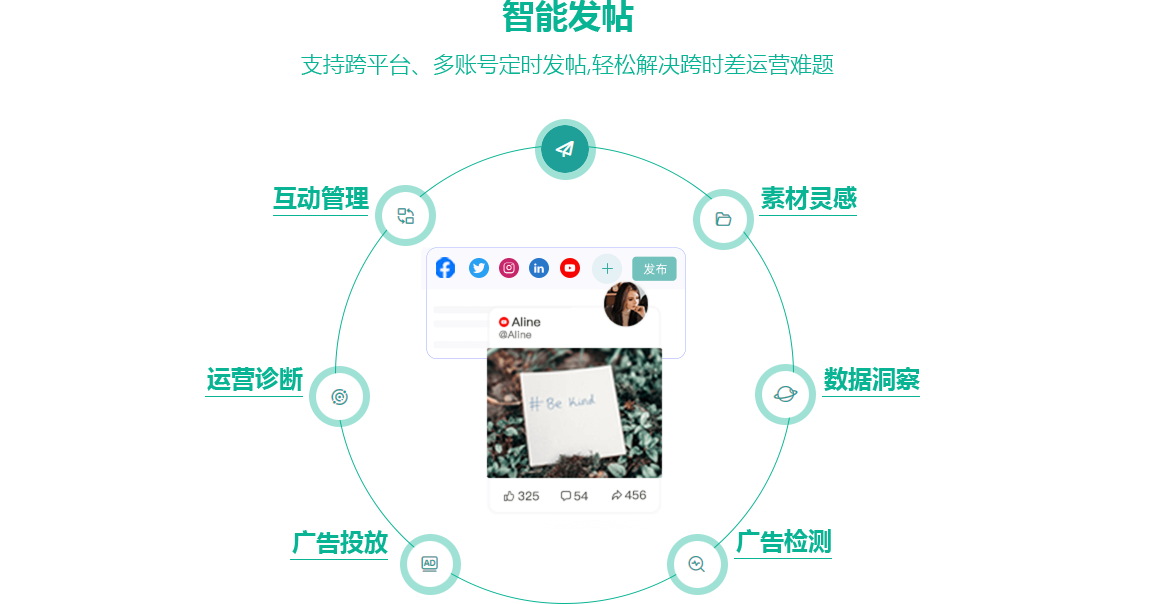 智能发帖
支持跨平台、多账号定时发帖,轻松解决跨时差运营难题
互动管理
素材灵感
发布
Aline
@Aline
运营诊断
数据洞察
# Be Kind
325 54 456
广告投放
AD
广告检测